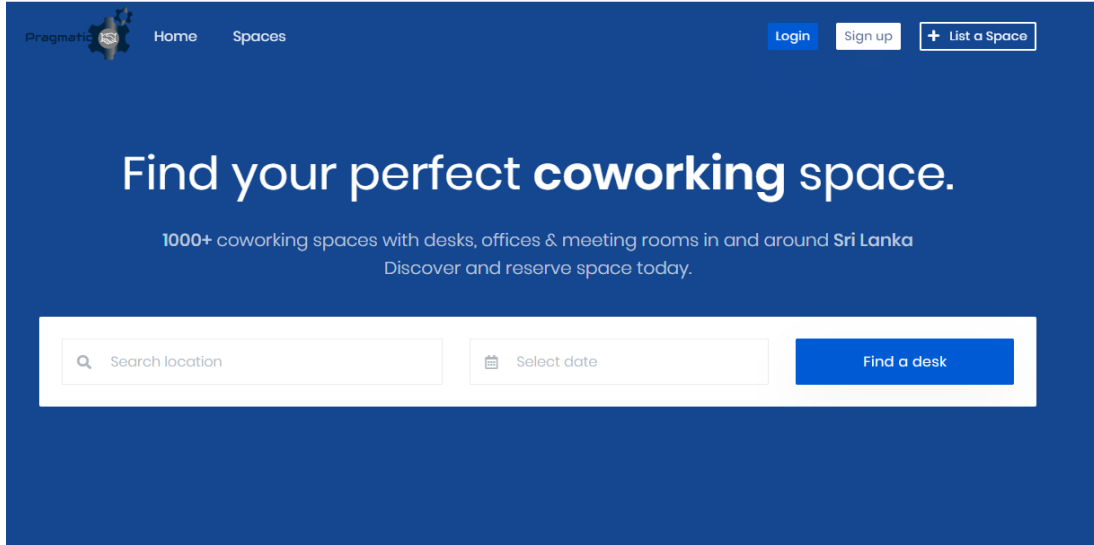 Pragmatic
Home
Spaces
Login
Sign up
+ List a Space
Find your perfect coworking space.
1000+ coworking spaces with desks, offices & meeting rooms in and around Sri Lanka
Discover and reserve space today.
Search location
Select date
Find a desk